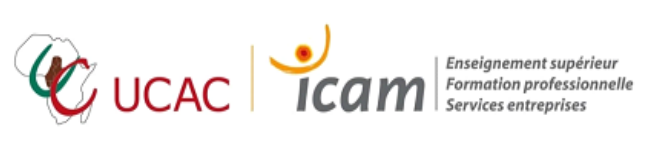 UCAC
icam
Enseignement supérieur
Formation professionnelle
Services entreprises